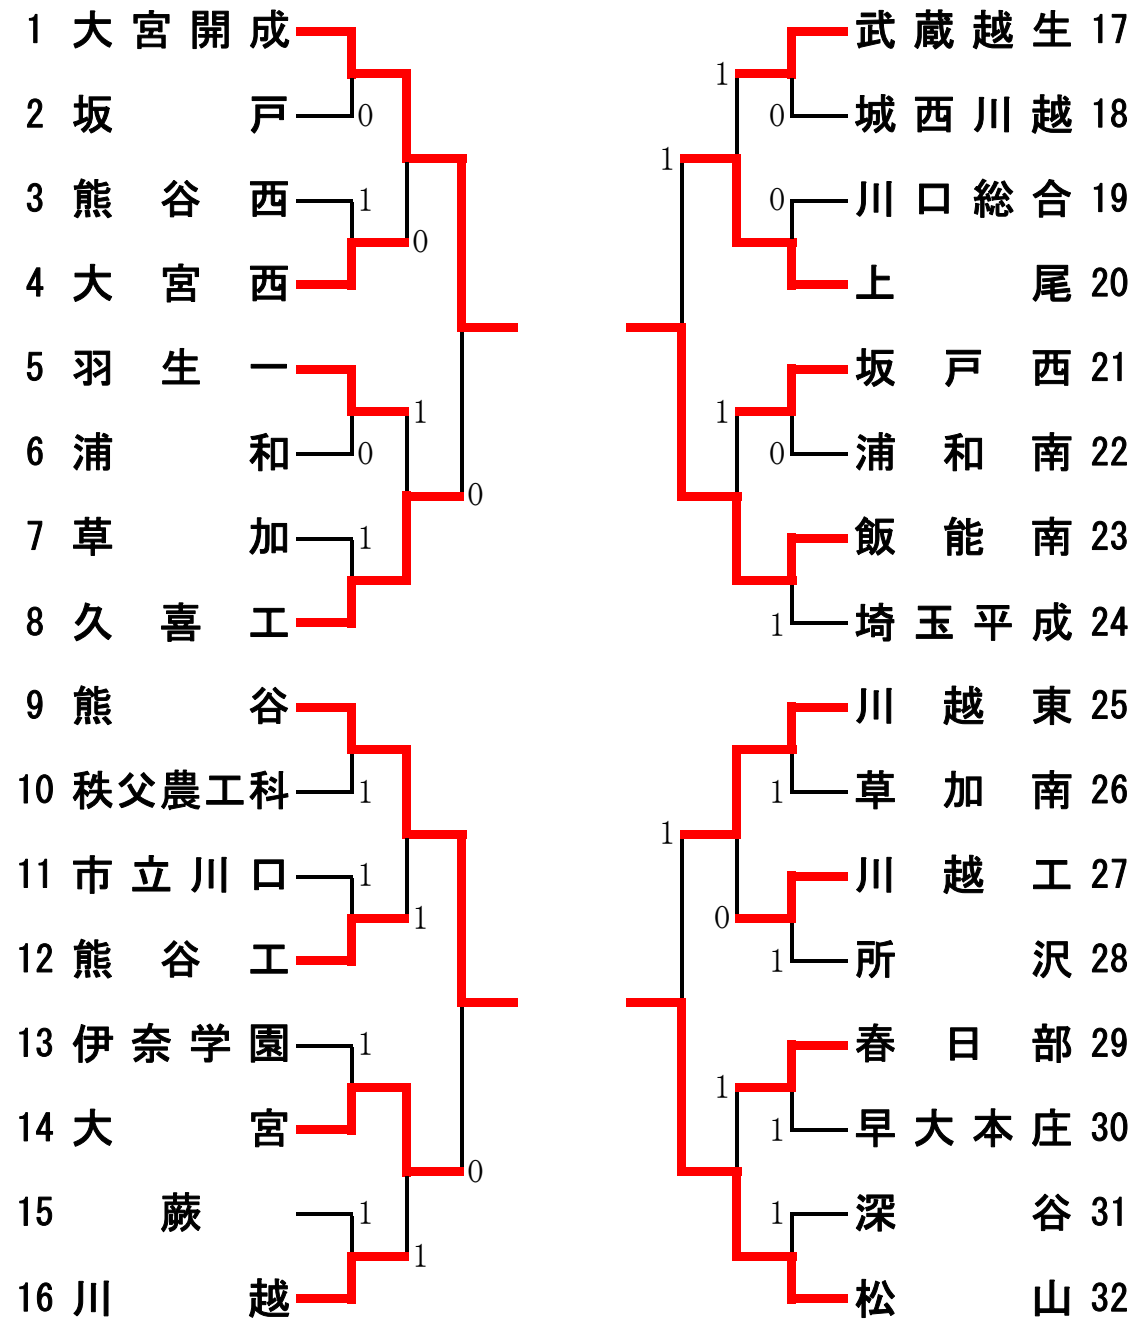 1 大宮開成
2 坂戸
0
3 熊谷西
1
0
4 大宮西
5 羽生一
1
6 浦和
0
0
7 草加
1
8 久喜工
9 熊谷
10 秩父農工科
1
11 市立川口
1
1
12 熊谷工
13 伊奈学園
1
14 大宮
0
15 蕨
1
1
16 川越
武蔵越生 17
1
0 城西川越 18
1
0 川口総合 19
上尾 20
坂戸西 21
1
0 浦和南 22
飯能南 23
1 埼玉平成 24
川越東 25
1 草加南 26
1
川越工 27
0
1 所沢 28
春日部 29
1
1 早大本庄 30
1 深谷 31
松山 32